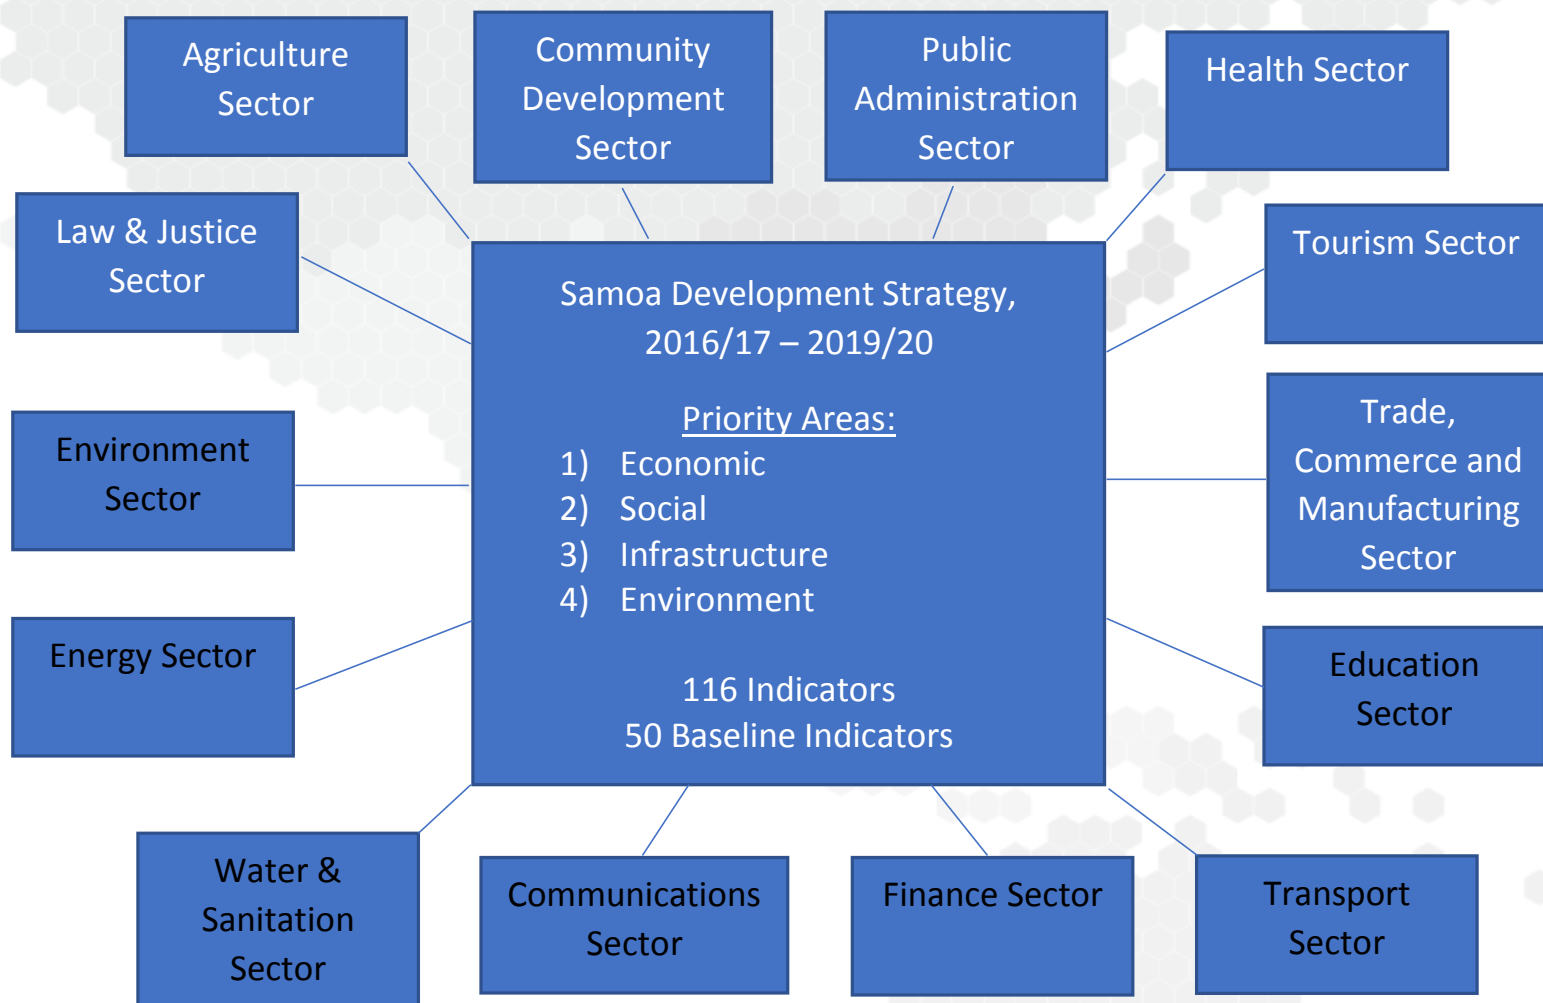 Agriculture
Sector
Community
Development
Sector
Public
Administration
Sector
Health Sector
Law & Justice
Sector
Tourism Sector
Samoa Development Strategy,
2016/17 – 2019/20
Priority Areas:
1) Economic
2) Social
3) Infrastructure
4) Environment
116 Indicators
50 Baseline Indicators
Environment
Sector
Trade,
Commerce and
Manufacturing
Sector
Energy Sector
Education
Sector
Water &
Sanitation
Sector
Communications
Sector
Finance Sector
Transport
Sector